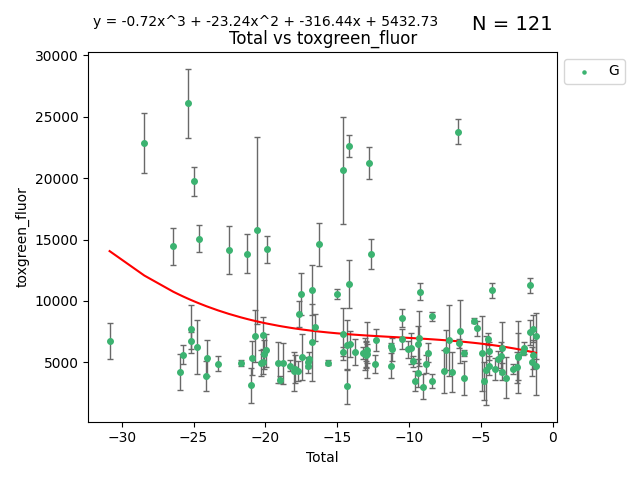 y = -0.72x^3 + -23.24x^2 + -316.44x + 5432.73
N = 121
Total vs toxgreen_fluor
G
toxgreen_fluor
30000
25000
20000
15000
10000
5000
−30 −25 −20 −15 −10 −5 0
Total